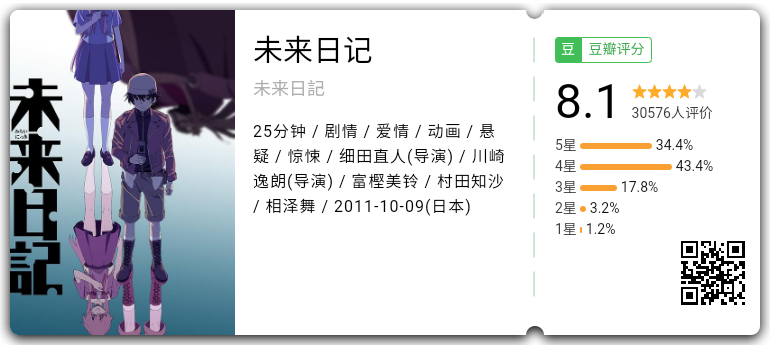 未来日記
みらい
にっき
未来日记
未来日記
25分钟 / 剧情 / 爱情 / 动画 / 悬
疑 / 惊悚 / 细田直人(导演) / 川崎
逸朗(导演) / 富樫美铃 / 村田知沙
/ 相泽舞 / 2011-10-09(日本)
豆 豆瓣评分
8.1
30576人评价
5星 34.4%
4星 43.4%
3星 17.8%
2星 3.2%
1星 1.2%